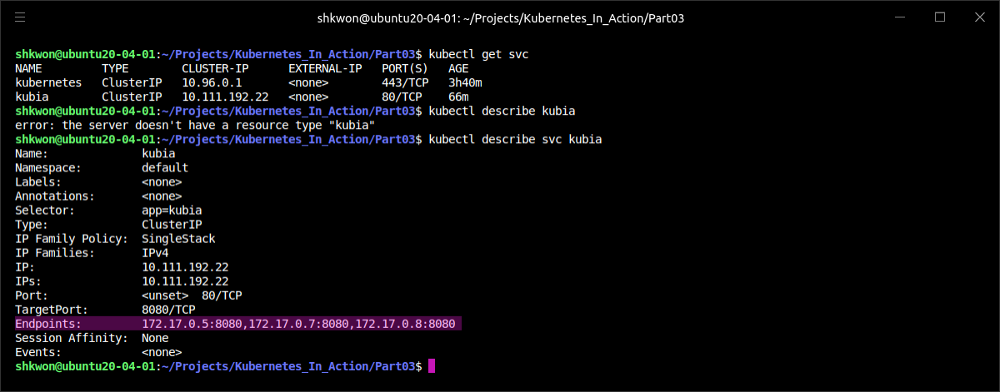 shkwon@ubuntu20-04-01: ~/Projects/Kubernetes_In_Action/Part03
shkwon@ubuntu20-04-01:~/Projects/Kubernetes_In_Action/Part03$ kubectl get svc
NAME         TYPE        CLUSTER-IP      EXTERNAL-IP   PORT(S)   AGE
kubernetes   ClusterIP   10.96.0.1       <none>        443/TCP   3h40m
kubia        ClusterIP   10.111.192.22   <none>        80/TCP    66m
shkwon@ubuntu20-04-01:~/Projects/Kubernetes_In_Action/Part03$ kubectl describe kubia
error: the server doesn't have a resource type "kubia"
shkwon@ubuntu20-04-01:~/Projects/Kubernetes_In_Action/Part03$ kubectl describe svc kubia
Name:              kubia
Namespace:         default
Labels:            <none>
Annotations:       <none>
Selector:          app=kubia
Type:              ClusterIP
IP Family Policy:  SingleStack
IP Families:       IPv4
IP:                10.111.192.22
IPs:               10.111.192.22
Port:              <unset>  80/TCP
TargetPort:        8080/TCP
Endpoints:         172.17.0.5:8080,172.17.0.7:8080,172.17.0.8:8080
Session Affinity:  None
Events:            <none>
shkwon@ubuntu20-04-01:~/Projects/Kubernetes_In_Action/Part03$